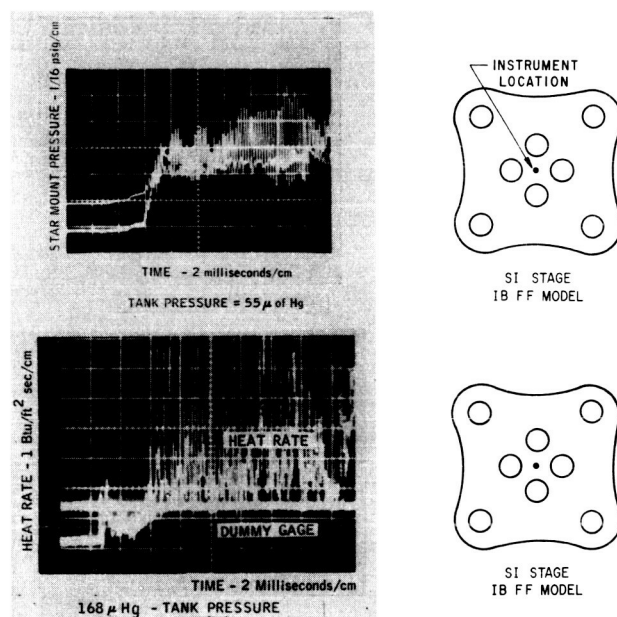 STAR MOUNT PRESSURE - 1/16 psig/cm
TIME - 2 milliseconds/cm
TANK PRESSURE = 55 μ of Hg
INSTRUMENT
LOCATION
SI STAGE
IB FF MODEL
HEAT RATE - 1 Btu/ft² sec/cm
HEAT RATE
DUMMY GAGE
TIME - 2 Milliseconds/cm
168 μ Hg - TANK PRESSURE
SI STAGE
IB FF MODEL